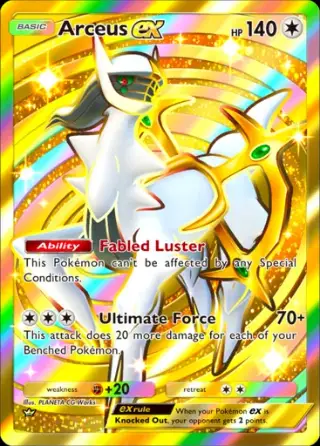 BASIC Arceus ex HP 140
Ability Fabled Luster
This Pokémon can't be affected by any Special
Conditions.
Ultimate Force 70+
This attack does 20 more damage for each of your
Benched Pokémon.
weakness +20 retreat
Illus. PLANETA CG Works
ex rule When your Pokémon ex is
Knocked Out, your opponent gets 2 points.